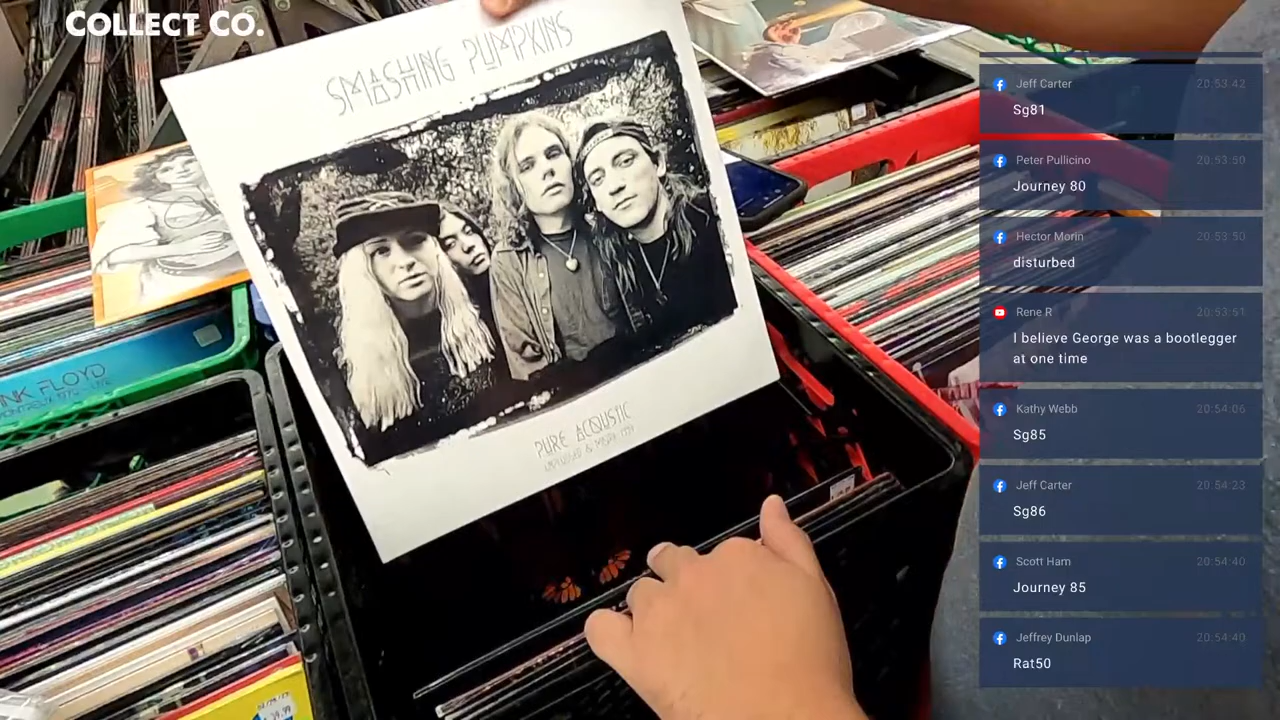 COLLECT CO.
SMASHING PUMPKINS
PURE ACOUSTIC
NK FLOYD
Jeff Carter 20:53:42
Sg81
Peter Pullicino 20:53:50
Journey 80
Hector Morin 20:53:50
disturbed
Rene R 20:53:51
I believe George was a bootlegger
at one time
Kathy Webb 20:54:06
Sg85
Jeff Carter 20:54:23
Sg86
Scott Ham 20:54:40
Journey 85
Jeffrey Dunlap 20:54:40
Rat50